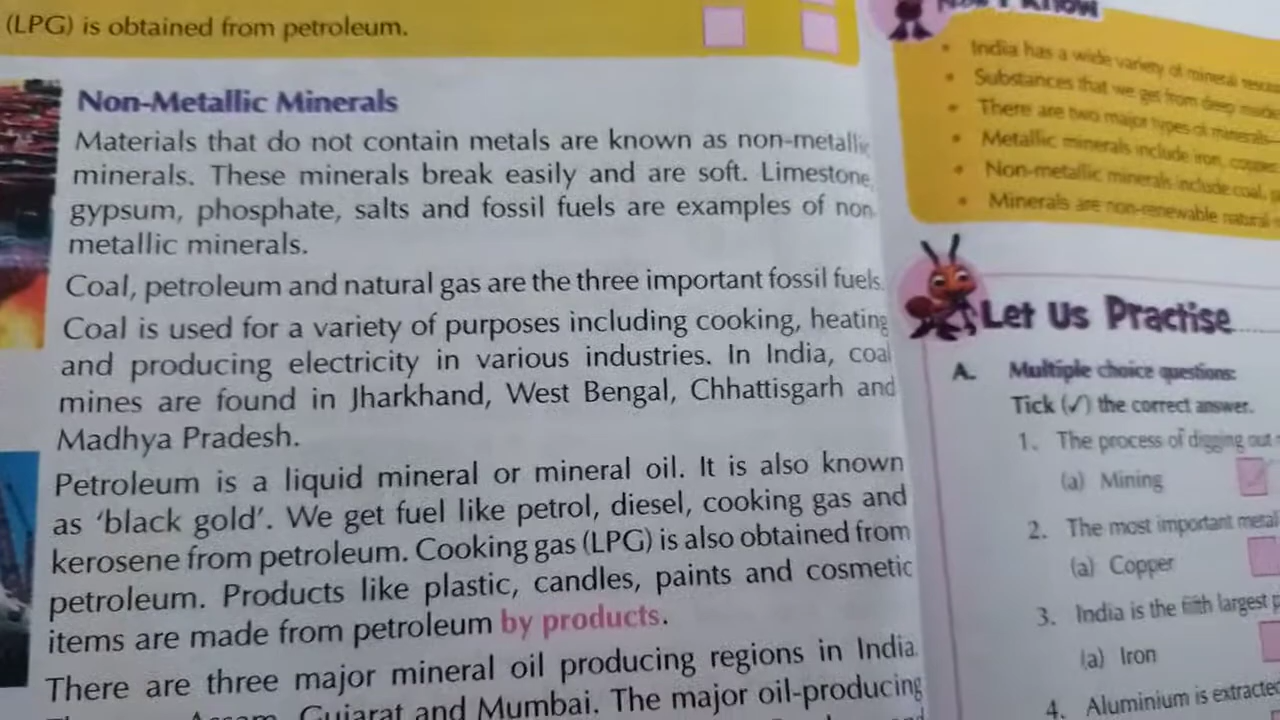 (LPG) is obtained from petroleum.
Non-Metallic Minerals
Materials that do not contain metals are known as non-metallic
minerals. These minerals break easily and are soft. Limestone,
gypsum, phosphate, salts and fossil fuels are examples of non-
metallic minerals.
Coal, petroleum and natural gas are the three important fossil fuels.
Coal is used for a variety of purposes including cooking, heating
and producing electricity in various industries. In India, coal
mines are found in Jharkhand, West Bengal, Chhattisgarh and
Madhya Pradesh.
Petroleum is a liquid mineral or mineral oil. It is also known
as 'black gold'. We get fuel like petrol, diesel, cooking gas and
kerosene from petroleum. Cooking gas (LPG) is also obtained from
petroleum. Products like plastic, candles, paints and cosmetic
items are made from petroleum by products.
There are three major mineral oil producing regions in India.
Gujarat and Mumbai. The major oil-producing
Know
India has a wide variety of mineral
Substances that we get from deep
There are two major types of minerals—
Metallic minerals include iron,
Non-metallic minerals include coal,
Minerals are non-renewable natural
Let Us Practise
A. Multiple choice questions:
Tick (✓) the correct answer.
1. The process of digging out
(a) Mining
2. The most important metal
(a) Copper
3. India is the fifth largest
(a) Iron
4. Aluminium is extracted